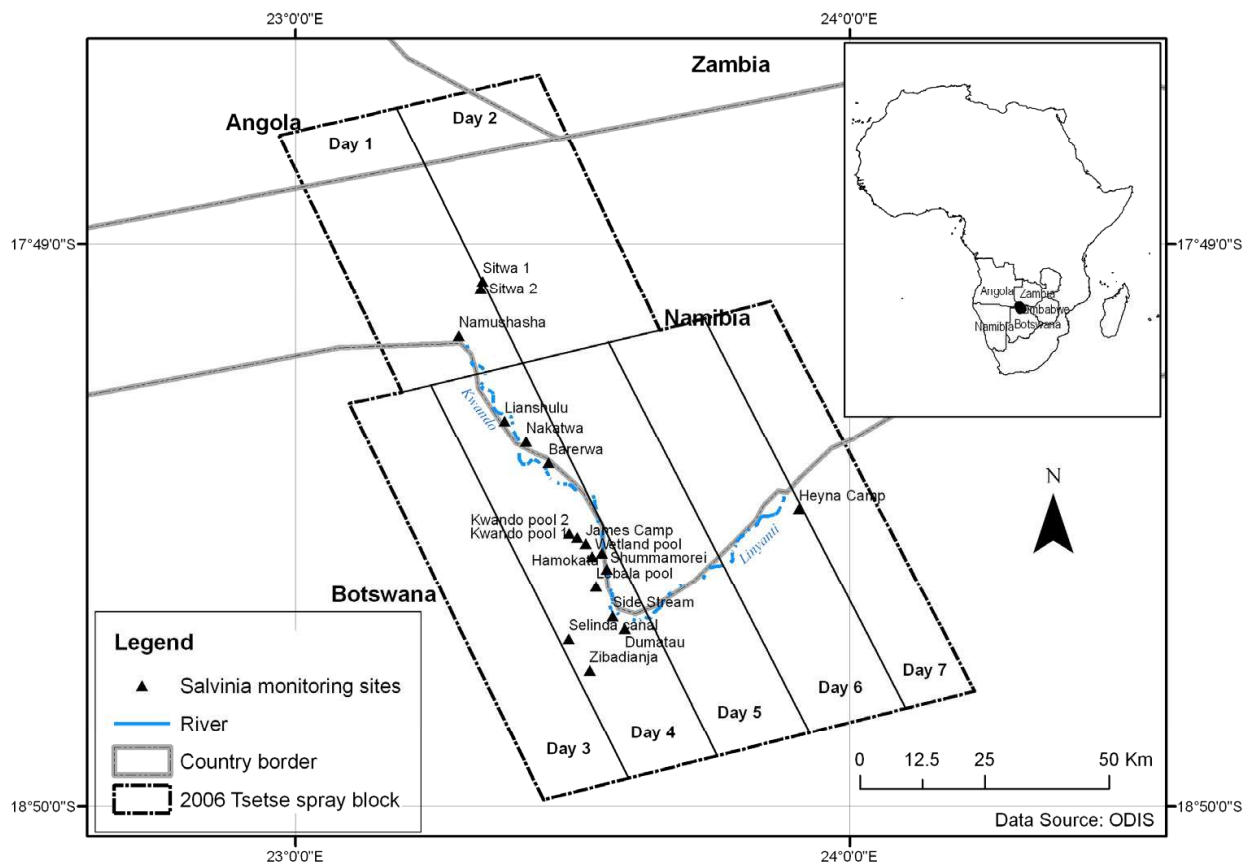 23°0'0"E
24°0'0"E
Zambia
Angola
Day 2
Day 1
17°49'0"S
17°49'0"S
Angola
Zambia
Zimbabwe
Namibia
Botswana
Sitwa 1
Sitwa 2
Namibia
Namushasha
Kwando
Lianshulu
Nakatwa
Barerwa
Heyna Camp
N
Kwando pool 2
Kwando pool 1
James Camp
Wetland pool
Hamokata
Shummamorei
Lebala pool
Linyanti
Botswana
Side Stream
Selinda canal
Dumatau
Zibadianja
Day 7
Day 6
Day 5
Day 4
Day 3
Legend
Salvinia monitoring sites
River
Country border
2006 Tsetse spray block
0 12.5 25 50 Km
18°50'0"S
18°50'0"S
Data Source: ODIS
23°0'0"E
24°0'0"E